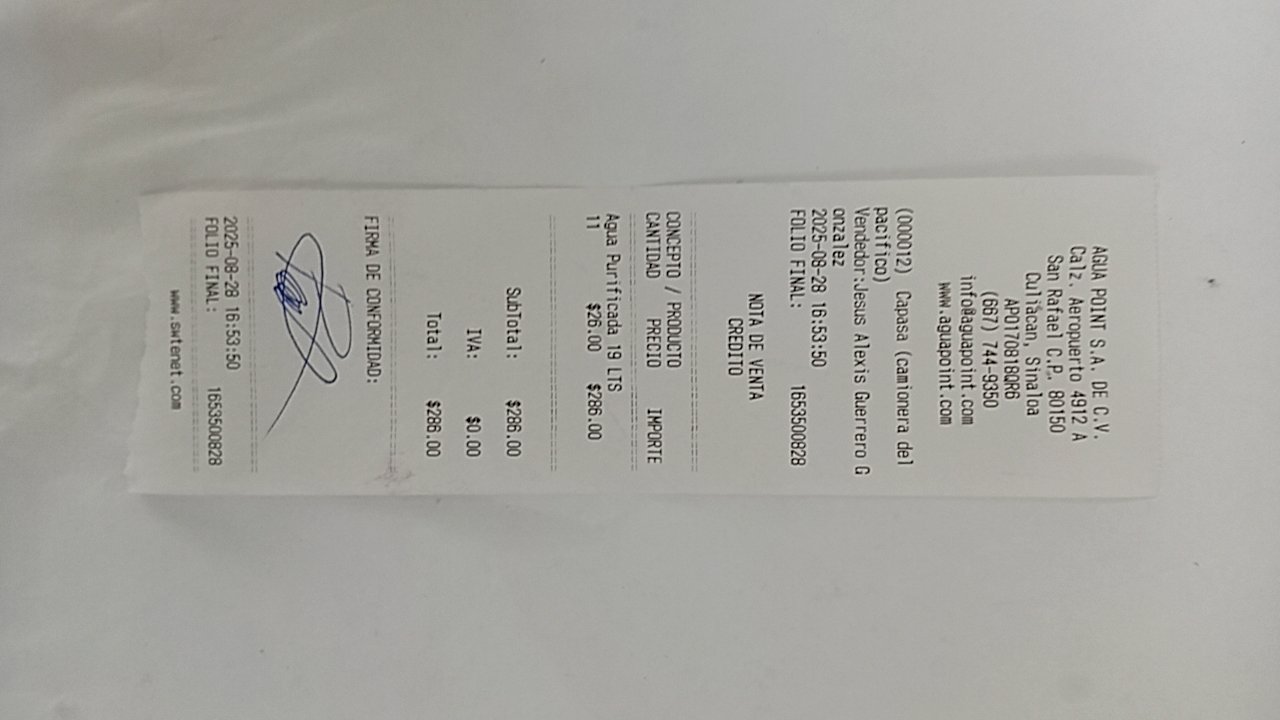 AGUA POINT S.A. DE C.V.
Calz. Aeropuerto 4912 A
San Rafael C.P. 80150
Culiacan, Sinaloa
APO170818QR6
(667) 744-9350
info@aguapoint.com
www.aguapoint.com
(000012) Capasa (camionera del
pacifico)
Vendedor:Jesus Alexis Guerrero G
onzalez
2025-08-28 16:53:50
FOLIO FINAL: 1653500828
NOTA DE VENTA
CREDITO
CONCEPTO / PRODUCTO
CANTIDAD PRECIO IMPORTE
Agua Purificada 19 LTS
11 $26.00 $286.00
SubTotal: $286.00
IVA: $0.00
Total: $286.00
FIRMA DE CONFORMIDAD:
2025-08-28 16:53:50
FOLIO FINAL: 1653500828
www.swtenet.com